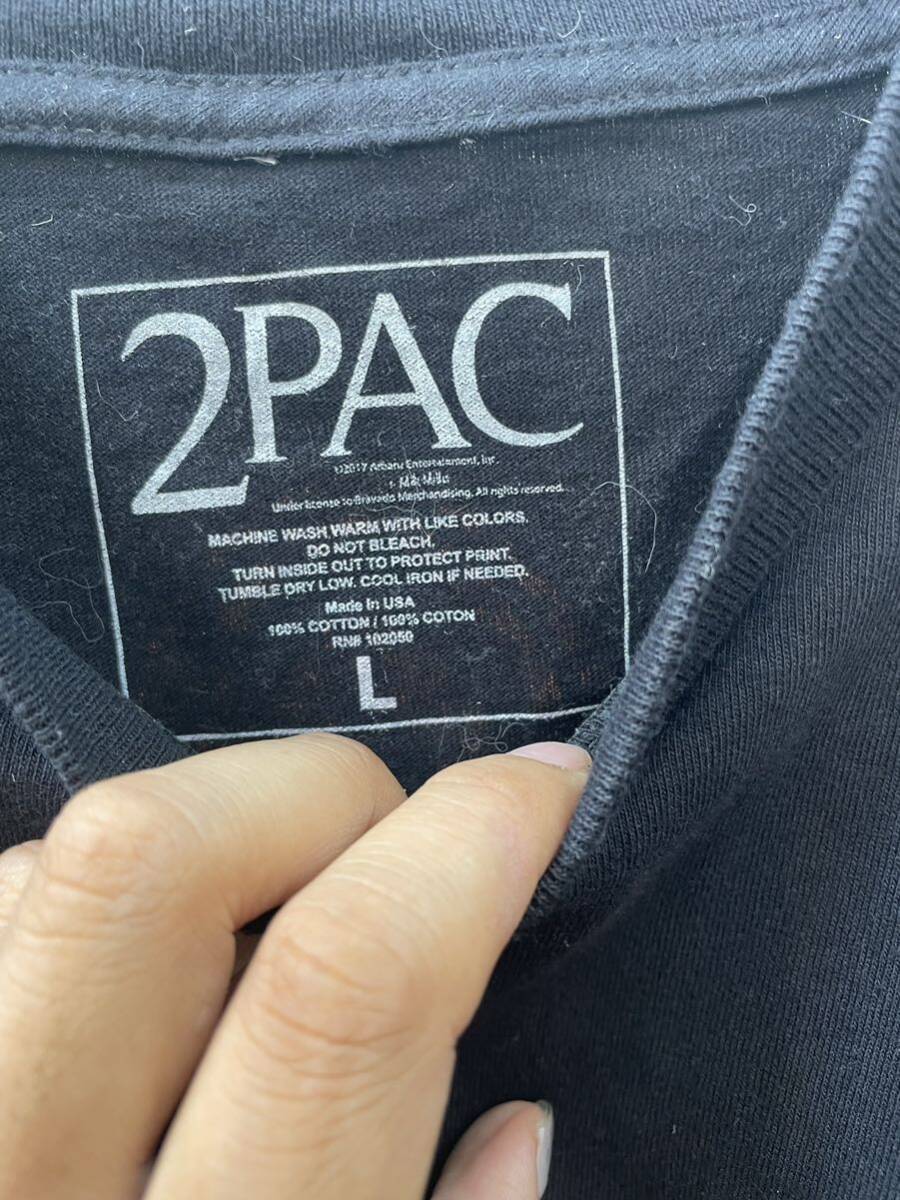 2PAC
©2017 Amaru Entertainment, Inc.
Under license to Bravado Merchandising. All rights reserved.
MACHINE WASH WARM WITH LIKE COLORS.
DO NOT BLEACH.
TURN INSIDE OUT TO PROTECT PRINT.
TUMBLE DRY LOW. COOL IRON IF NEEDED.
Made In USA
100% COTTON / 100% COTON
RN# 102050
L